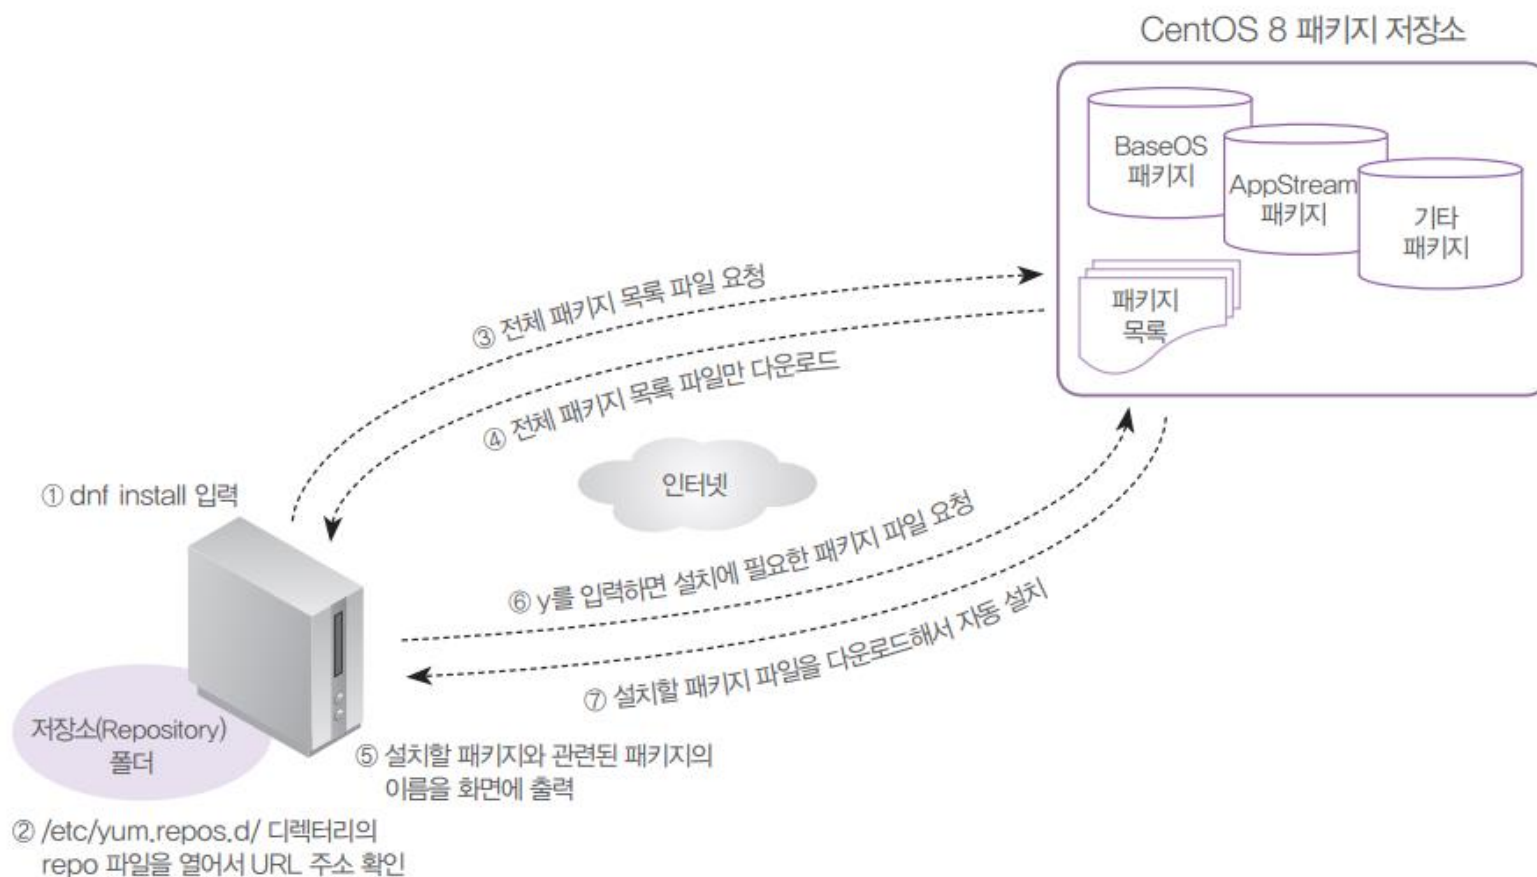 CentOS 8 패키지 저장소
BaseOS
패키지
AppStream
패키지
기타
패키지
패키지
목록
③ 전체 패키지 목록 파일 요청
④ 전체 패키지 목록 파일만 다운로드
인터넷
① dnf install 입력
⑥ y를 입력하면 설치에 필요한 패키지 파일 요청
⑦ 설치할 패키지 파일을 다운로드해서 자동 설치
저장소(Repository)
폴더
⑤ 설치할 패키지와 관련된 패키지의
이름을 화면에 출력
② /etc/yum.repos.d/ 디렉터리의
repo 파일을 열어서 URL 주소 확인